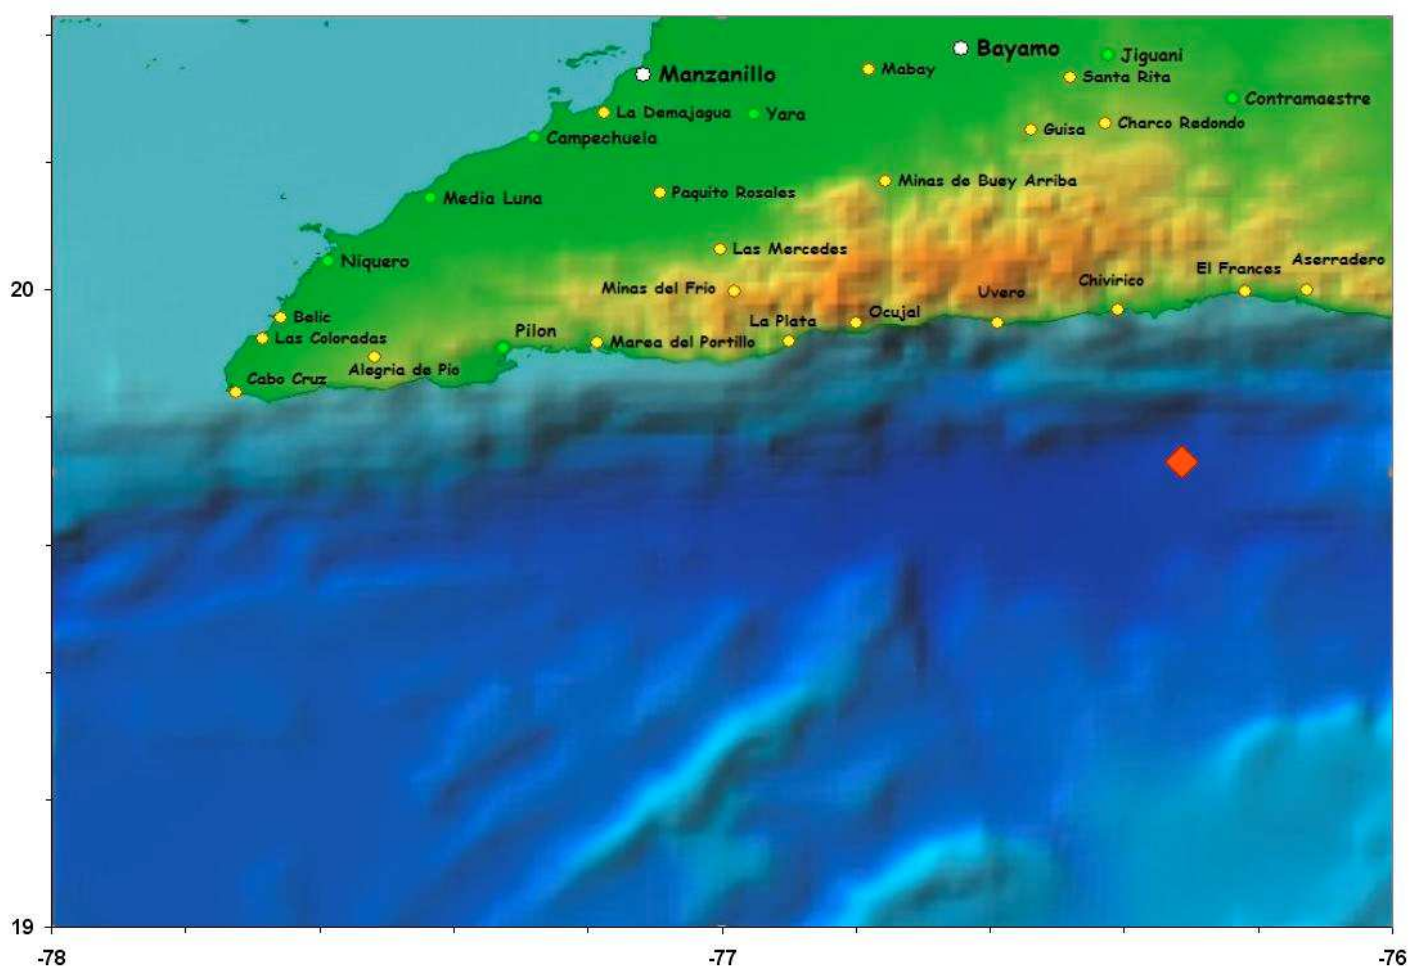 Bayamo
Jiguani
Manzanillo
Mabay
Santa Rita
Contramaestre
La Demajagua
Yara
Charco Redondo
Guisa
Campechuela
Minas de Buey Arriba
Paquito Rosales
Media Luna
Las Mercedes
Niquero
Aserradero
El Frances
Chivirico
20
Minas del Frio
Uvero
Ocujal
Belic
La Plata
Pilon
Las Coloradas
Marea del Portillo
Alegria de Pio
Cabo Cruz
19
-78
-77
-76